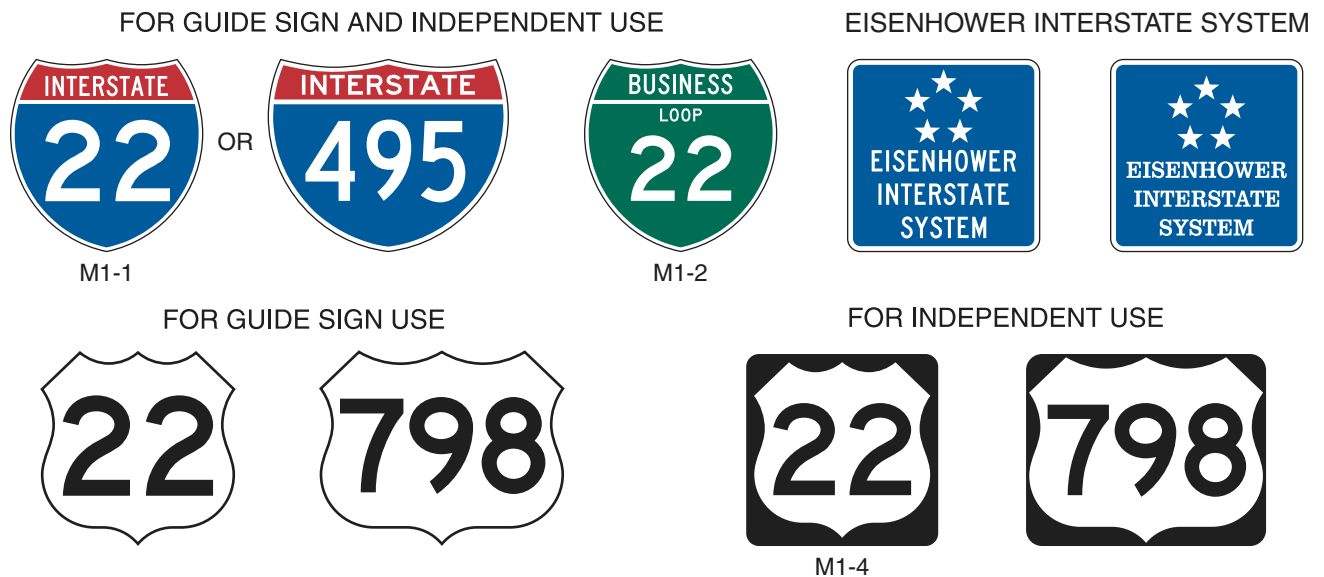 FOR GUIDE SIGN AND INDEPENDENT USE
EISENHOWER INTERSTATE SYSTEM
INTERSTATE
22
OR
INTERSTATE
495
BUSINESS
LOOP
22
EISENHOWER
INTERSTATE
SYSTEM
EISENHOWER
INTERSTATE
SYSTEM
M1-1
M1-2
FOR GUIDE SIGN USE
FOR INDEPENDENT USE
22
798
22
798
M1-4